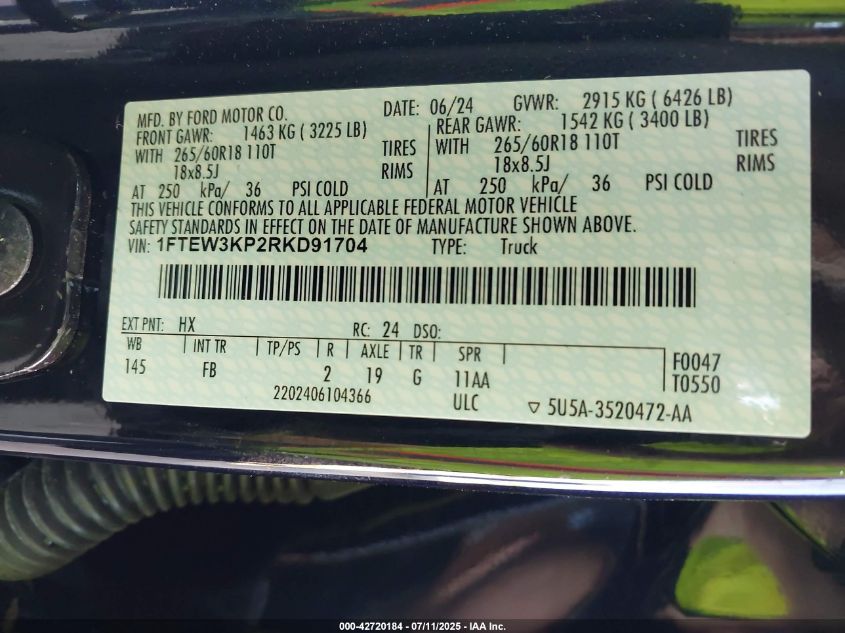 MFD. BY FORD MOTOR CO. DATE: 06/24 GVWR: 2915 KG ( 6426 LB)
FRONT GAWR: 1463 KG ( 3225 LB) REAR GAWR: 1542 KG ( 3400 LB)
WITH 265/60R18 110T TIRES WITH 265/60R18 110T TIRES
18x8.5J RIMS 18x8.5J RIMS
AT 250 kPa/ 36 PSI COLD AT 250 kPa/ 36 PSI COLD
THIS VEHICLE CONFORMS TO ALL APPLICABLE FEDERAL MOTOR VEHICLE
SAFETY STANDARDS IN EFFECT ON THE DATE OF MANUFACTURE SHOWN ABOVE.
VIN: 1FTEW3KP2RKD91704 TYPE: Truck
EXT PNT: HX RC: 24 DSO:
WB INT TR TP/PS R AXLE TR SPR F0047
145 FB 2 19 G 11AA T0550
2202406104366 ULC ▽ 5U5A-3520472-AA
000-42720184 - 07/11/2025 - IAA Inc.